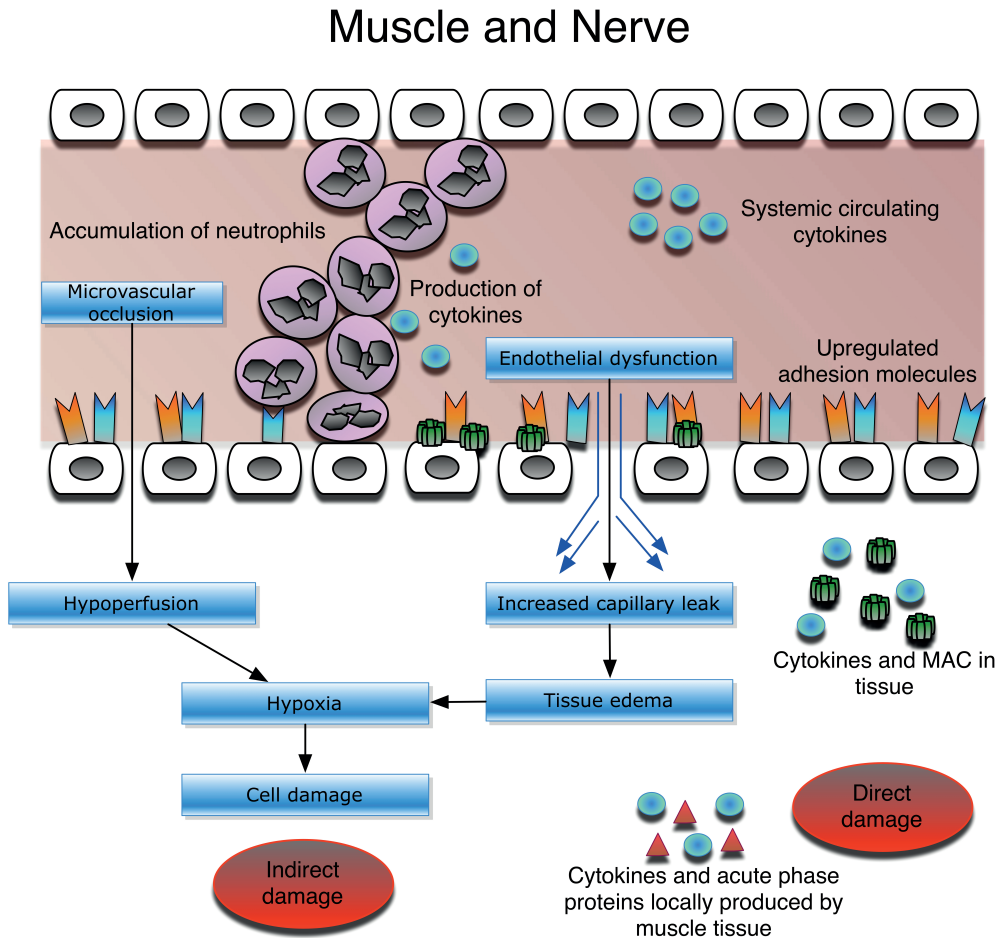 Muscle and Nerve
Accumulation of neutrophils
Systemic circulating
cytokines
Microvascular
occlusion
Production of
cytokines
Endothelial dysfunction
Upregulated
adhesion molecules
Hypoperfusion
Increased capillary leak
Cytokines and MAC in
tissue
Hypoxia
Tissue edema
Cell damage
Direct
damage
Indirect
damage
Cytokines and acute phase
proteins locally produced by
muscle tissue